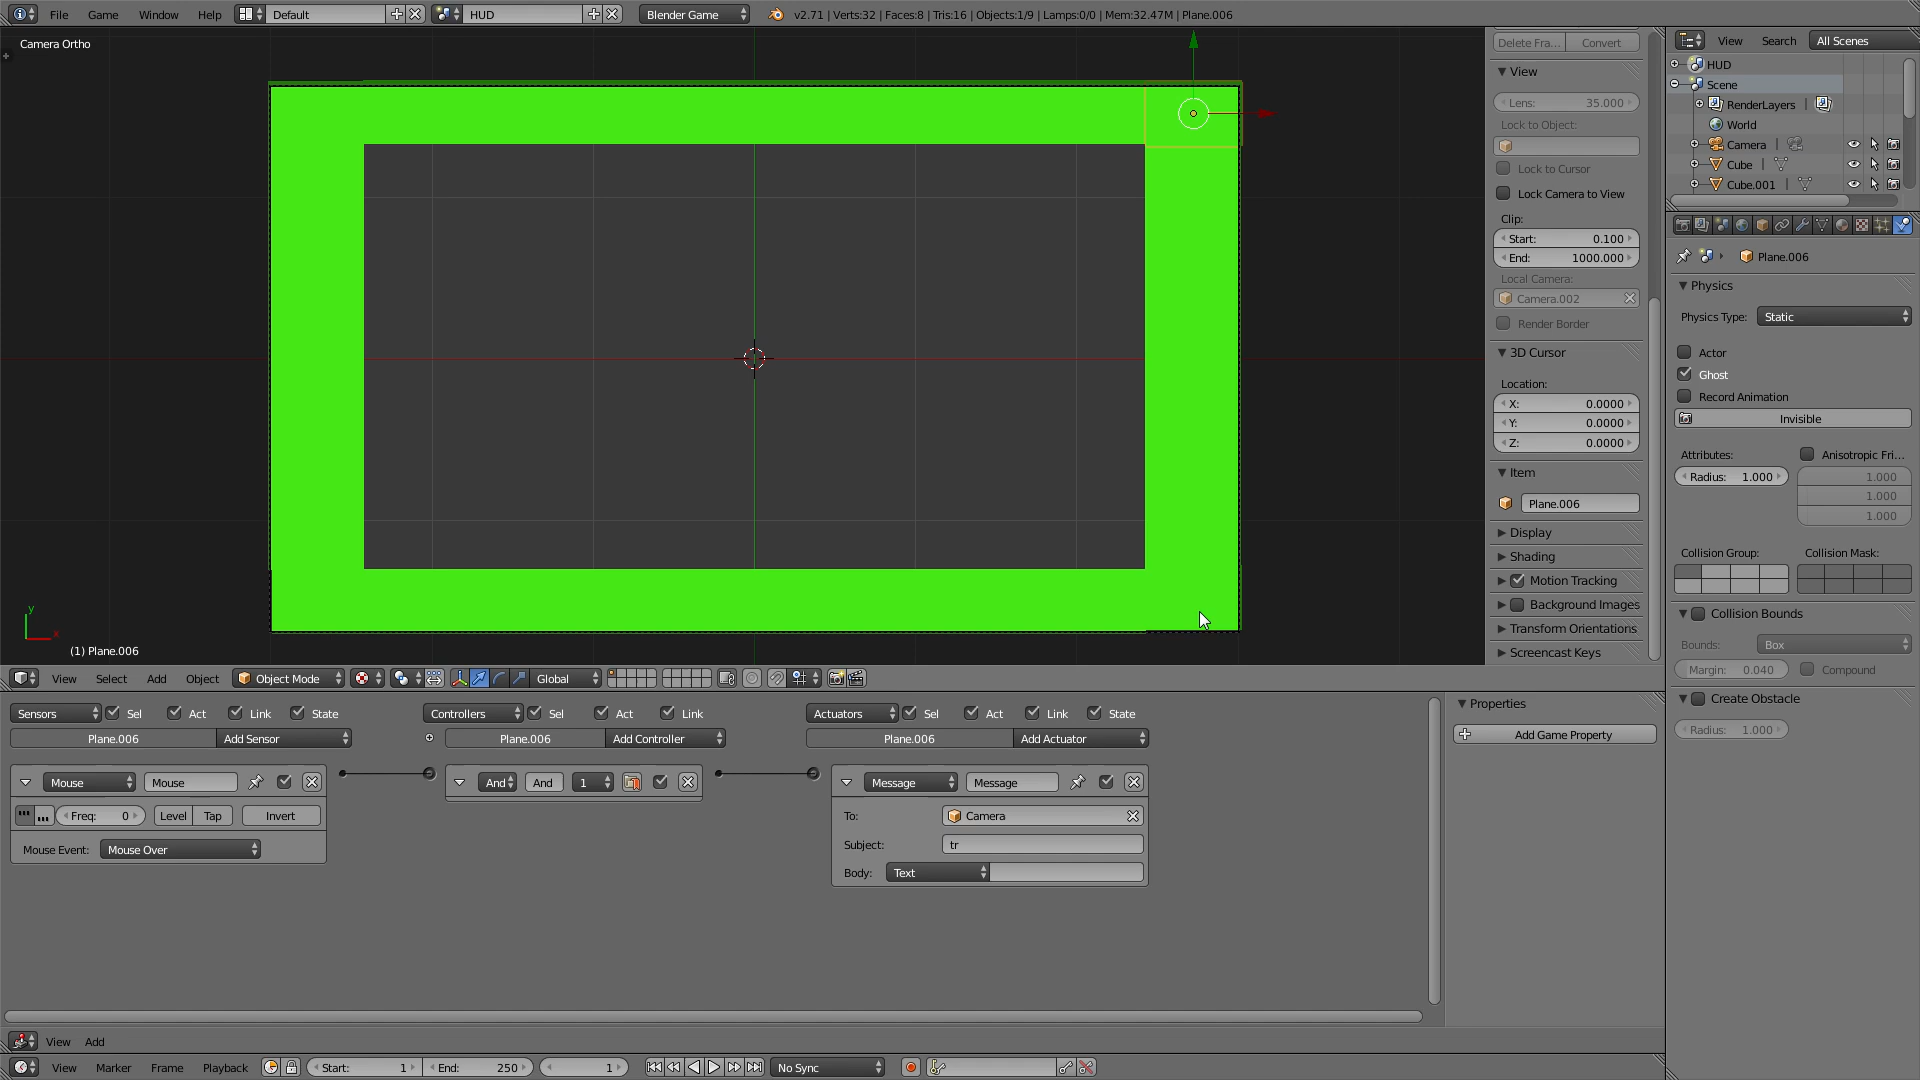 File Game Window Help Default HUD Blender Game v2.71 | Verts:32 | Faces:8 | Tris:16 | Objects:1/9 | Lamps:0/0 | Mem:32.47M | Plane.006
Camera Ortho
y
x
(1) Plane.006
Delete Fra... Convert
View
Lens: 35.000
Lock to Object:
Lock to Cursor
Lock Camera to View
Clip:
Start: 0.100
End: 1000.000
Local Camera:
Camera.002
Render Border
3D Cursor
Location:
X: 0.0000
Y: 0.0000
Z: 0.0000
Item
Plane.006
Display
Shading
Motion Tracking
Background Images
Transform Orientations
Screencast Keys
View Search All Scenes
HUD
Scene
RenderLayers |
World
Camera |
Cube |
Cube.001 |
Plane.006
Physics
Physics Type: Static
Actor
Ghost
Record Animation
Invisible
Attributes: Anisotropic Fri...
Radius: 1.000 1.000
1.000
1.000
Collision Group: Collision Mask:
Collision Bounds
Bounds: Box
Margin: 0.040 Compound
Create Obstacle
Radius: 1.000
View Select Add Object Object Mode Global
Sensors Sel Act Link State Controllers Sel Act Link Actuators Sel Act Link State
Plane.006 Add Sensor Plane.006 Add Controller Plane.006 Add Actuator
Mouse Mouse And And 1 Message Message
Freq: 0 Level Tap Invert To: Camera
Mouse Event: Mouse Over Subject: tr
Body: Text
Properties
Add Game Property
View Add
View Marker Frame Playback Start: 1 End: 250 1 No Sync